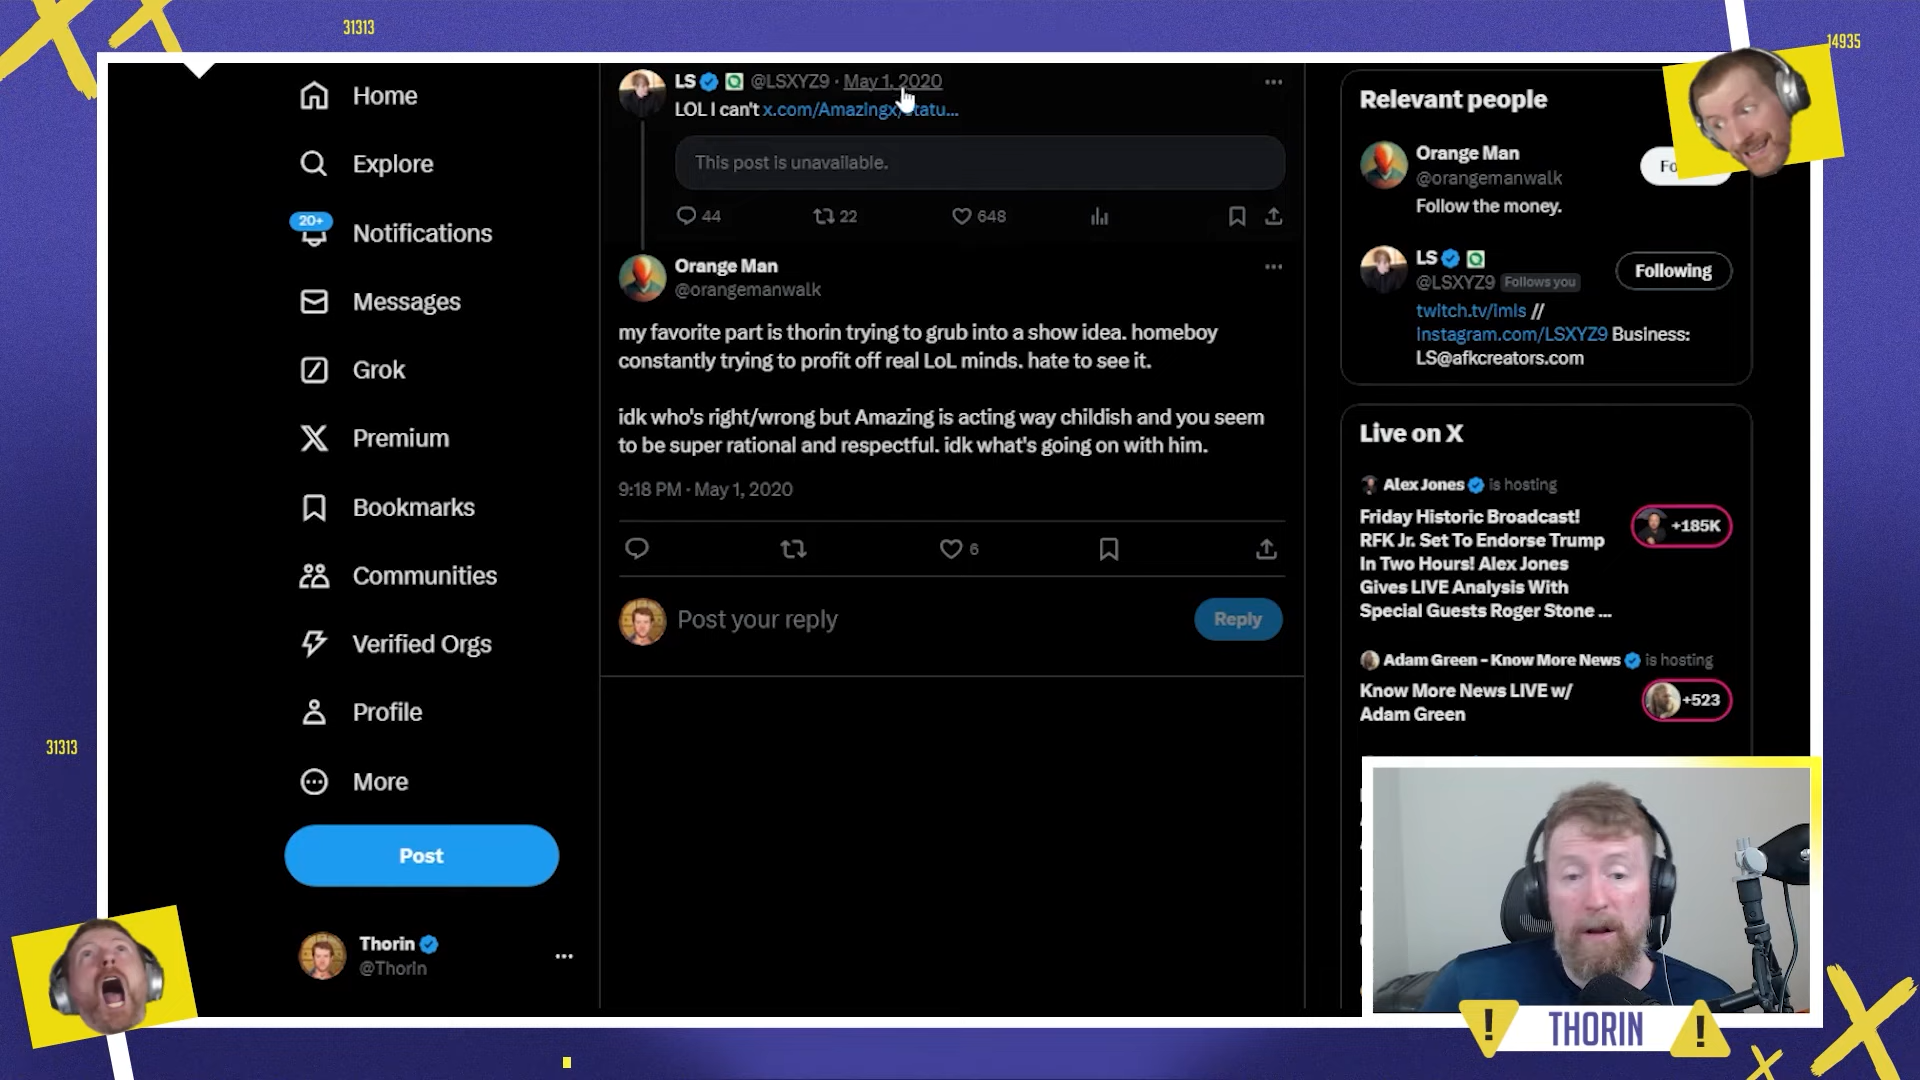 31313
14935
Home
Explore
20+
Notifications
Messages
Grok
Premium
Bookmarks
Communities
Verified Orgs
Profile
More
Post
Thorin
@Thorin
LS @LSXYZ9 · May 1, 2020
LOL I can't x.com/Amazingx/statu...
This post is unavailable.
44 22 648
Orange Man
@orangemanwalk
my favorite part is thorin trying to grub into a show idea. homeboy
constantly trying to profit off real LoL minds. hate to see it.
idk who's right/wrong but Amazing is acting way childish and you seem
to be super rational and respectful. idk what's going on with him.
9:18 PM · May 1, 2020
6
Post your reply
Reply
Relevant people
Orange Man
@orangemanwalk
Fo
Follow the money.
LS
@LSXYZ9 Follows you
Following
twitch.tv/imls //
instagram.com/LSXYZ9 Business:
LS@afkcreators.com
Live on X
Alex Jones is hosting
Friday Historic Broadcast!
RFK Jr. Set To Endorse Trump
In Two Hours! Alex Jones
Gives LIVE Analysis With
Special Guests Roger Stone ...
+185K
Adam Green - Know More News is hosting
Know More News LIVE w/
Adam Green
+523
31313
THORIN